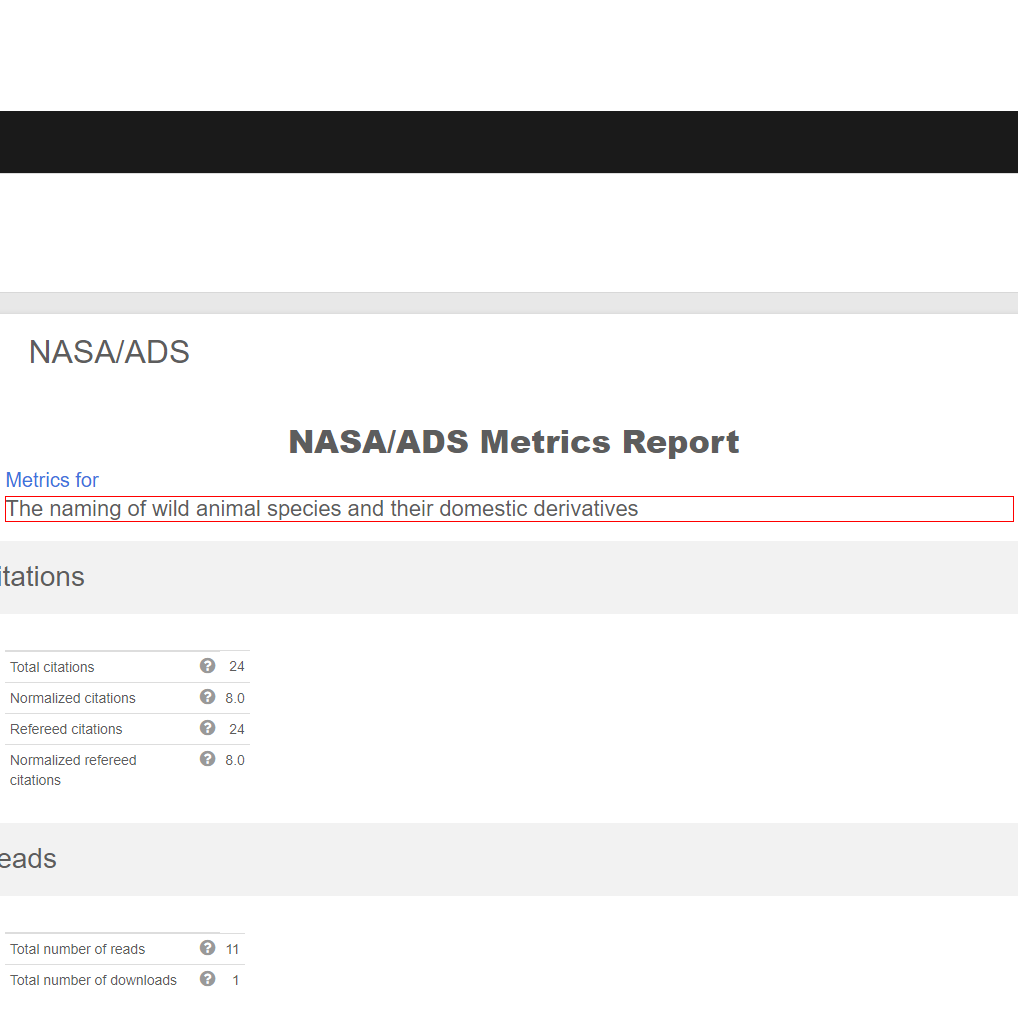 NASA/ADS
NASA/ADS Metrics Report
Metrics for
The naming of wild animal species and their domestic derivatives
itations
Total citations ? 24
Normalized citations ? 8.0
Refereed citations ? 24
Normalized refereed ? 8.0
citations
eads
Total number of reads ? 11
Total number of downloads ? 1